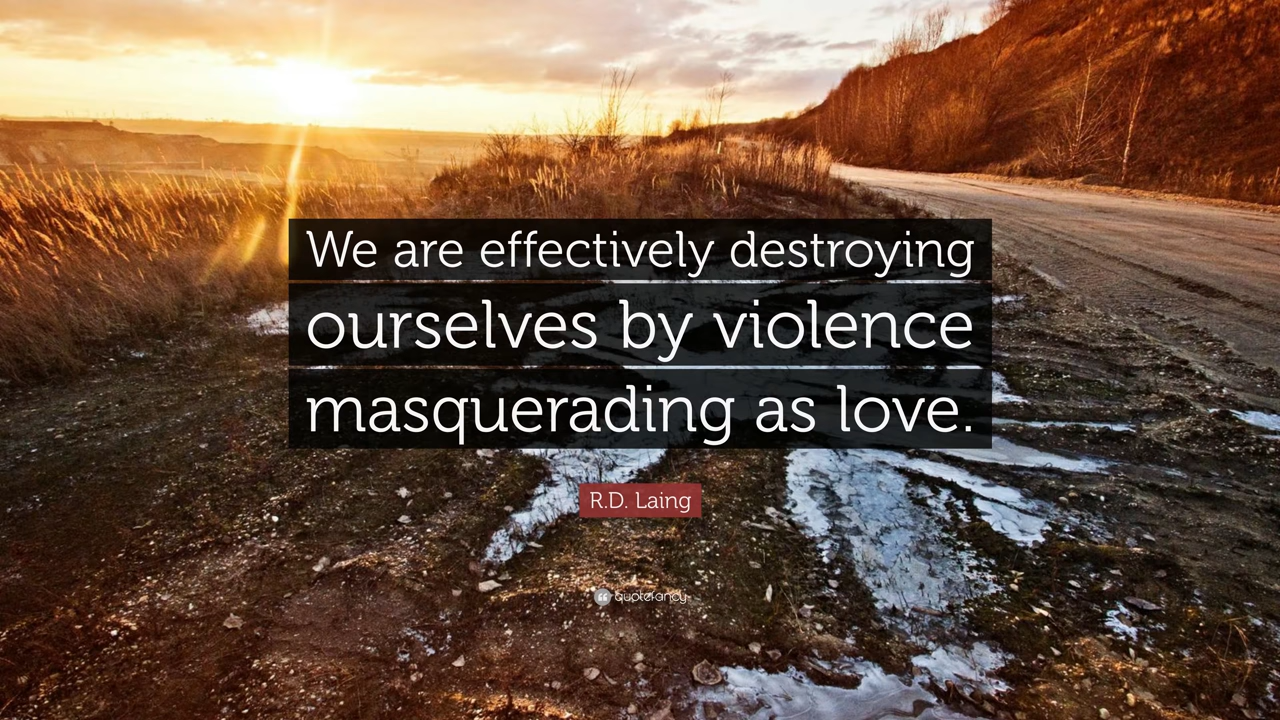 We are effectively destroying
ourselves by violence
masquerading as love.
R.D. Laing
quotefancy